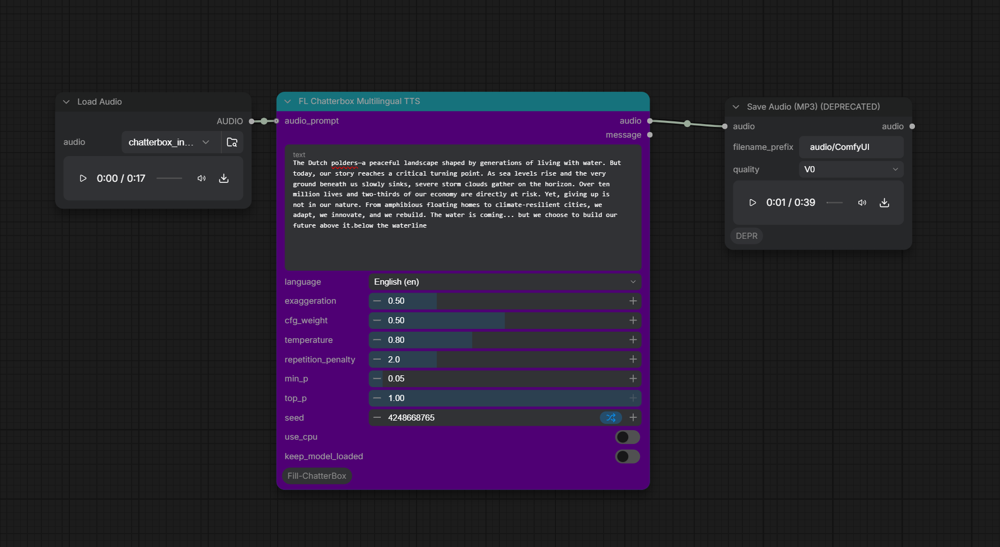 Load Audio
AUDIO
audio
chatterbox_in...
0:00 / 0:17
FL Chatterbox Multilingual TTS
audio_prompt
audio
message
text
The Dutch polders—a peaceful landscape shaped by generations of living with water. But
today, our story reaches a critical turning point. As sea levels rise and the very
ground beneath us slowly sinks, severe storm clouds gather on the horizon. Over ten
million lives and two-thirds of our economy are directly at risk. Yet, giving up is
not in our nature. From amphibious floating homes to climate-resilient cities, we
adapt, we innovate, and we rebuild. The water is coming... but we choose to build our
future above it.below the waterline
language English (en)
exaggeration 0.50
cfg_weight 0.50
temperature 0.80
repetition_penalty 2.0
min_p 0.05
top_p 1.00
seed 4248668765
use_cpu
keep_model_loaded
Fill-ChatterBox
Save Audio (MP3) (DEPRECATED)
audio audio
filename_prefix audio/ComfyUI
quality V0
0:01 / 0:39
DEPR